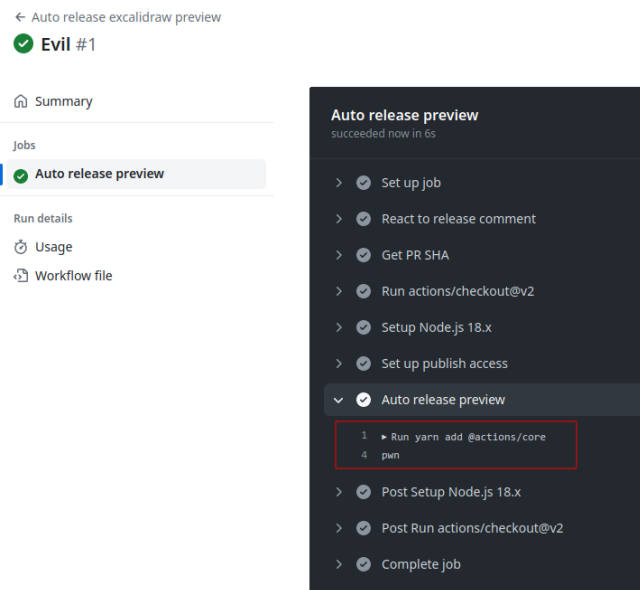 ← Auto release excalidraw preview
Evil #1
Summary
Jobs
Auto release preview
Run details
Usage
Workflow file
Auto release preview
succeeded now in 6s
Set up job
React to release comment
Get PR SHA
Run actions/checkout@v2
Setup Node.js 18.x
Set up publish access
Auto release preview
1 ▸ Run yarn add @actions/core
4 pwn
Post Setup Node.js 18.x
Post Run actions/checkout@v2
Complete job